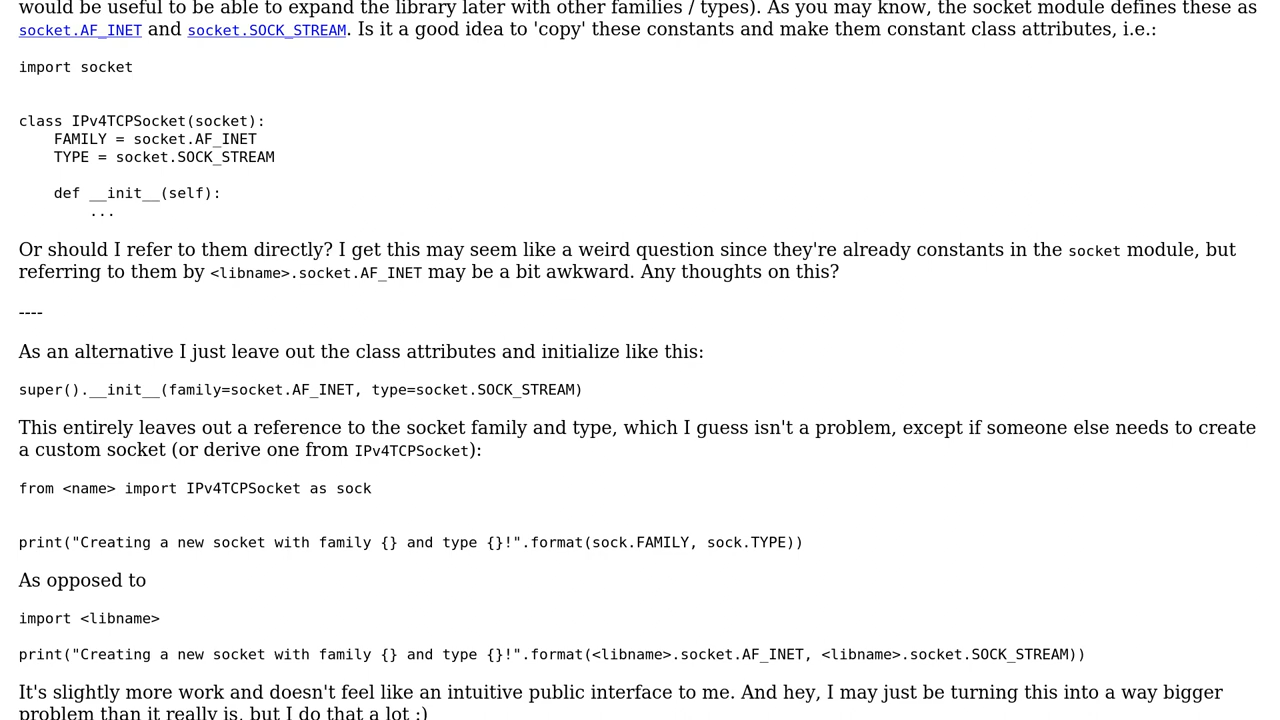 would be useful to be able to expand the library later with other families / types). As you may know, the socket module defines these as
socket.AF_INET and socket.SOCK_STREAM. Is it a good idea to 'copy' these constants and make them constant class attributes, i.e.:
import socket
class IPv4TCPSocket(socket):
    FAMILY = socket.AF_INET
    TYPE = socket.SOCK_STREAM
    def __init__(self):
        ...
Or should I refer to them directly? I get this may seem like a weird question since they're already constants in the socket module, but
referring to them by <libname>.socket.AF_INET may be a bit awkward. Any thoughts on this?
----
As an alternative I just leave out the class attributes and initialize like this:
super().__init__(family=socket.AF_INET, type=socket.SOCK_STREAM)
This entirely leaves out a reference to the socket family and type, which I guess isn't a problem, except if someone else needs to create
a custom socket (or derive one from IPv4TCPSocket):
from <name> import IPv4TCPSocket as sock
print("Creating a new socket with family {} and type {}!".format(sock.FAMILY, sock.TYPE))
As opposed to
import <libname>
print("Creating a new socket with family {} and type {}!".format(<libname>.socket.AF_INET, <libname>.socket.SOCK_STREAM))
It's slightly more work and doesn't feel like an intuitive public interface to me. And hey, I may just be turning this into a way bigger
problem than it really is, but I do that a lot :)